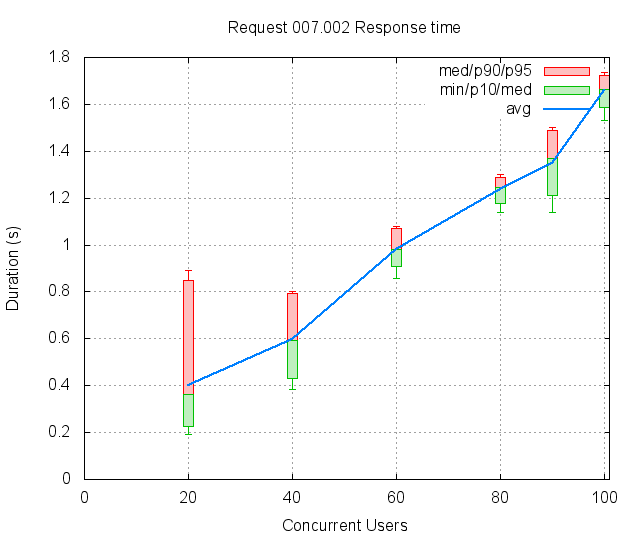 Request 007.002 Response time
1.8
1.6
1.4
1.2
1
0.8
0.6
0.4
0.2
0
med/p90/p95
min/p10/med
avg
Duration (s)
0 20 40 60 80 100
Concurrent Users